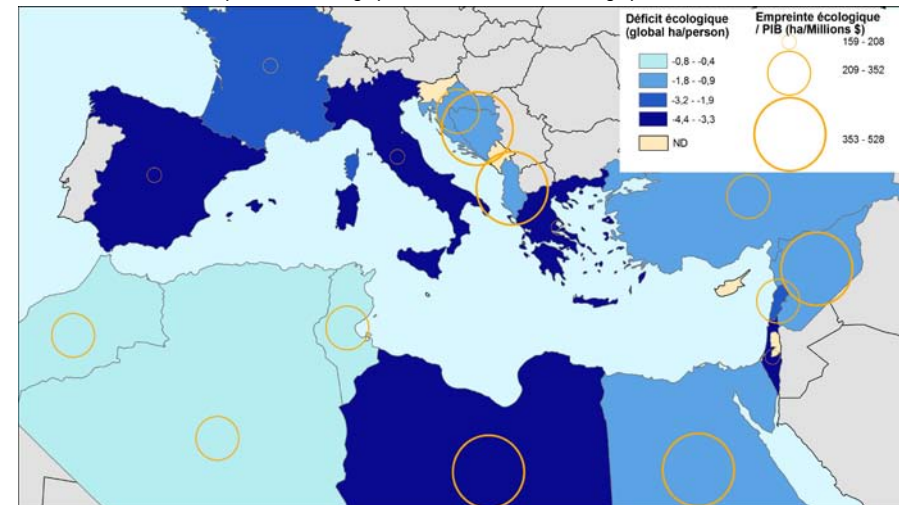 Déficit écologique
(global ha/person)
-0,8 - -0,4
-1,8 - -0,9
-3,2 - -1,9
-4,4 - -3,3
ND
Empreinte écologique
/ PIB (ha/Millions $)
159 - 208
209 - 352
353 - 528